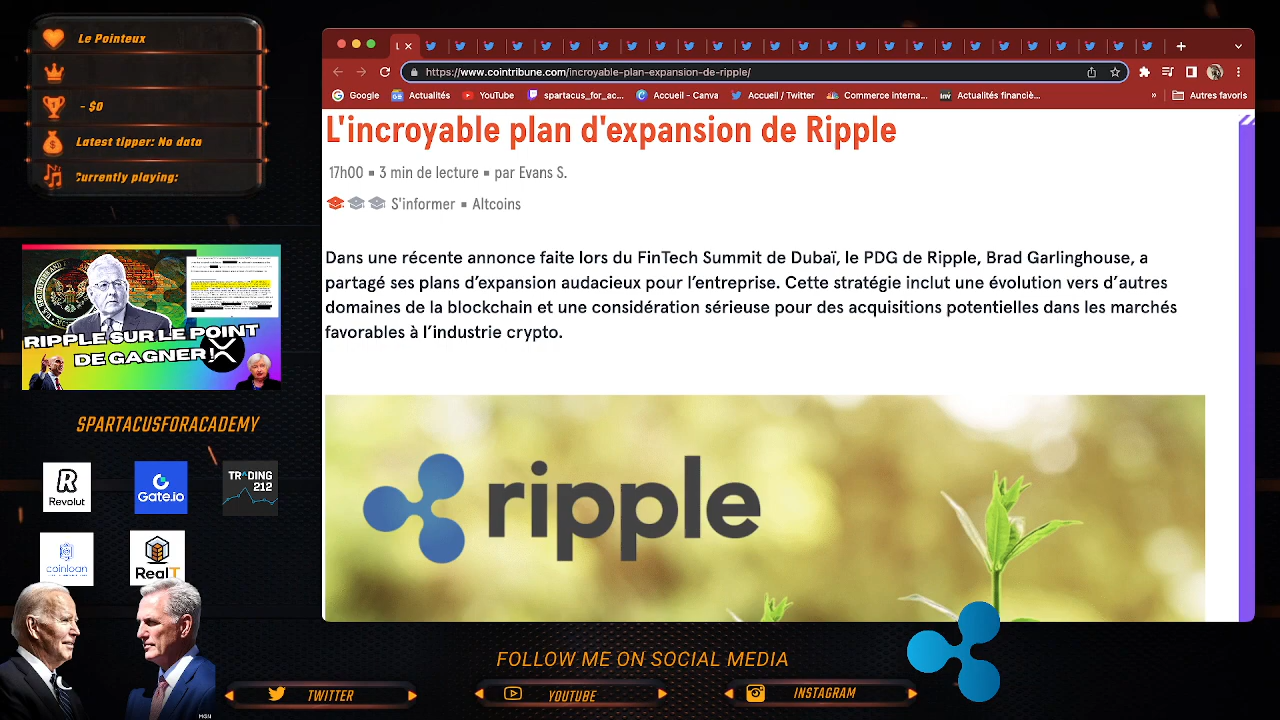 Le Pointeux
- $0
Latest tipper: No data
Currently playing:
RIPPLE SUR LE POINT
DE GAGNER !
SPARTACUSFORACADEMY
Revolut
Gate.io
TRADING
212
coinloan
RealT
MGN
L
https://www.cointribune.com/incroyable-plan-expansion-de-ripple/
Google
Actualités
YouTube
spartacus_for_ac...
Accueil - Canva
Accueil / Twitter
Commerce interna...
Actualités financiè...
»
Autres favoris
L'incroyable plan d'expansion de Ripple
17h00 ▪ 3 min de lecture ▪ par Evans S.
S'informer ▪ Altcoins
Dans une récente annonce faite lors du FinTech Summit de Dubaï, le PDG de Ripple, Brad Garlinghouse, a
partagé ses plans d’expansion audacieux pour l’entreprise. Cette stratégie inclut une évolution vers d’autres
domaines de la blockchain et une considération sérieuse pour des acquisitions potentielles dans les marchés
favorables à l’industrie crypto.
ripple
FOLLOW ME ON SOCIAL MEDIA
TWITTER
YOUTUBE
INSTAGRAM